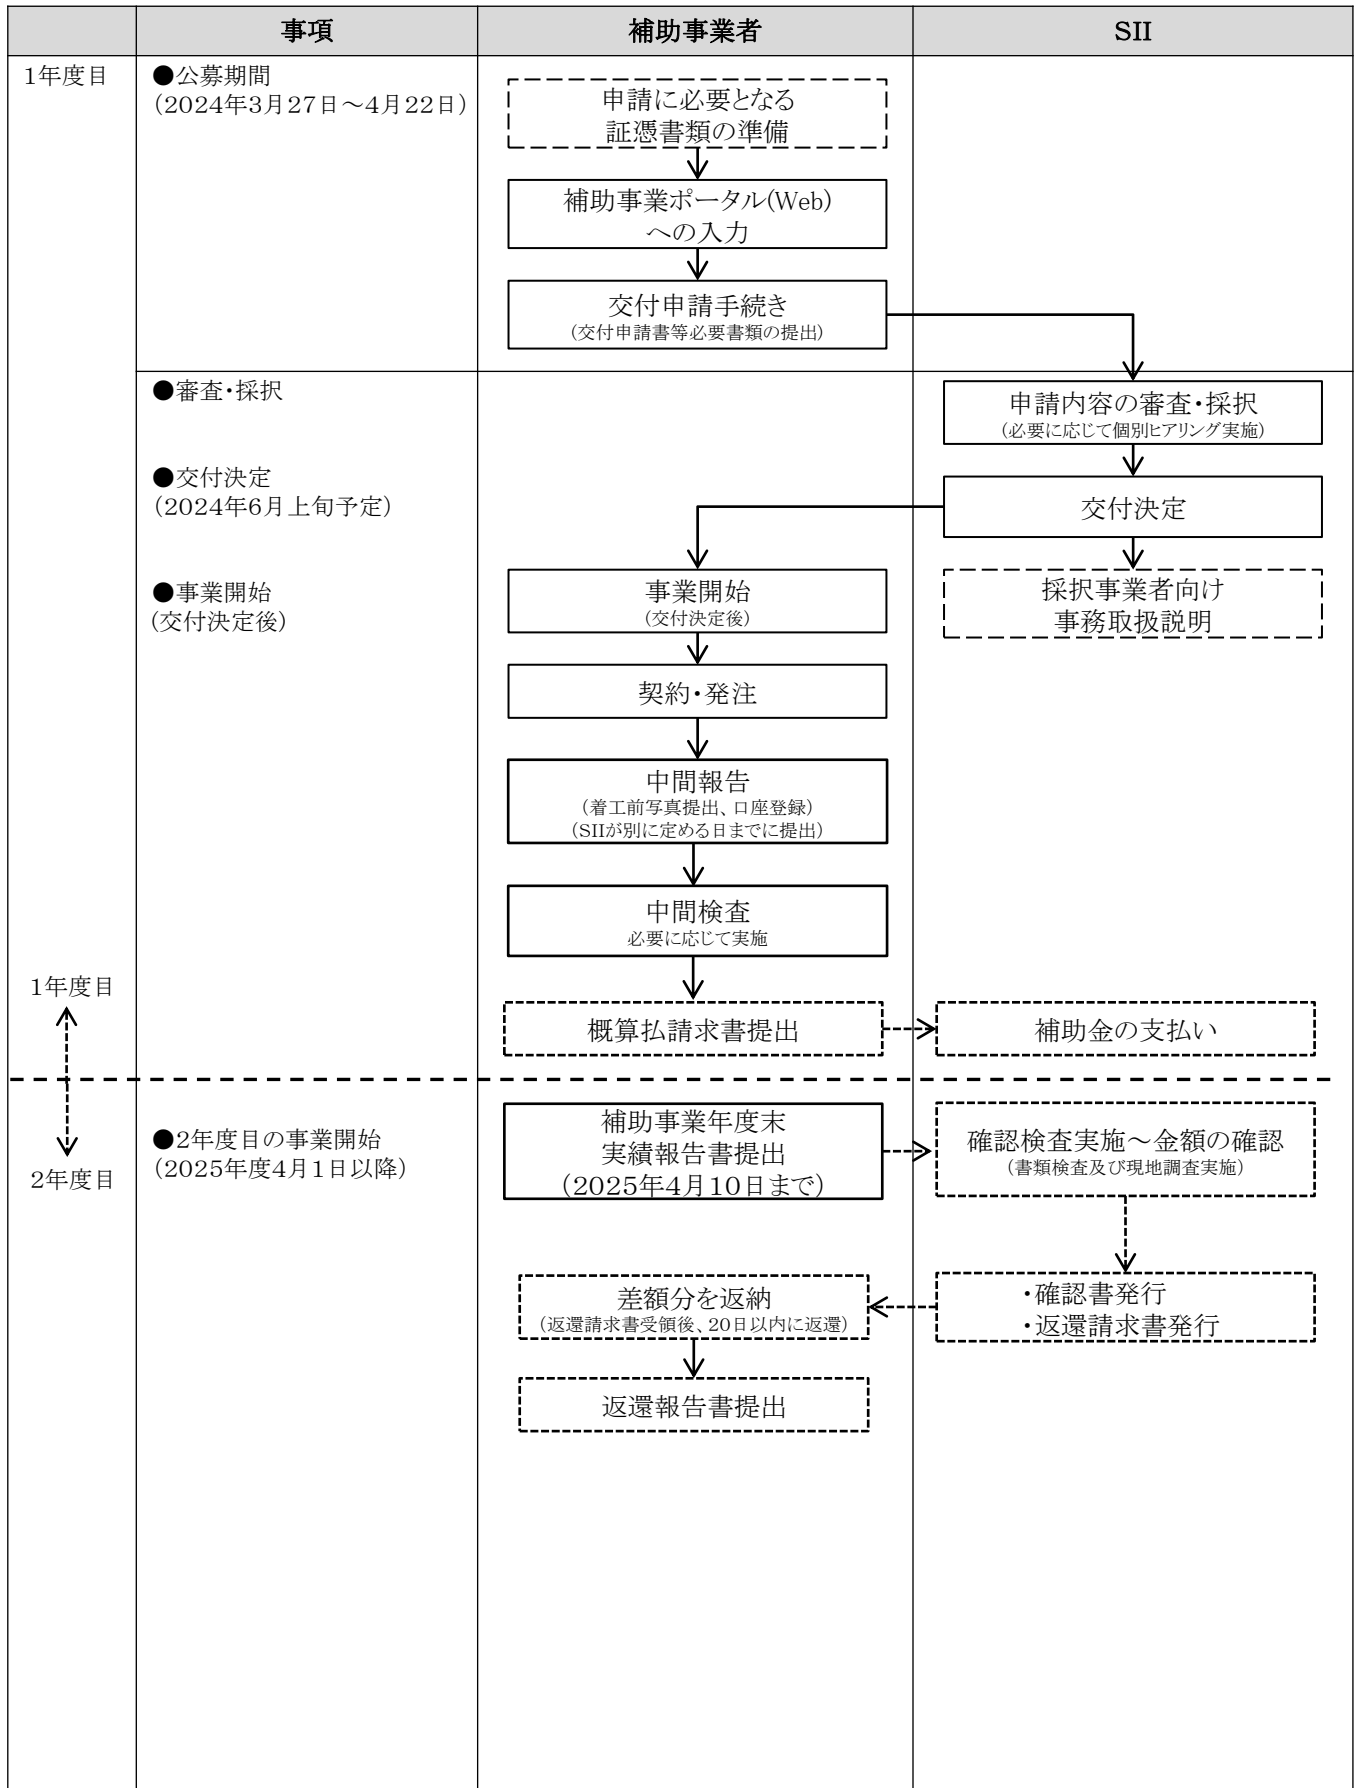 事項
補助事業者
SII
1年度目
●公募期間
(2024年3月27日～4月22日)
申請に必要となる
証憑書類の準備
補助事業ポータル(Web)
への入力
交付申請手続き
(交付申請書等必要書類の提出)
●審査・採択
申請内容の審査・採択
(必要に応じて個別ヒアリング実施)
●交付決定
(2024年6月上旬予定)
交付決定
●事業開始
(交付決定後)
事業開始
(交付決定後)
採択事業者向け
事務取扱説明
契約・発注
中間報告
(着工前写真提出、口座登録)
(SIIが別に定める日までに提出)
中間検査
必要に応じて実施
1年度目
概算払請求書提出
補助金の支払い
●2年度目の事業開始
(2025年度4月1日以降)
2年度目
補助事業年度末
実績報告書提出
(2025年4月10日まで)
確認検査実施～金額の確認
(書類検査及び現地調査実施)
差額分を返納
(返還請求書受領後、20日以内に返還)
・確認書発行
・返還請求書発行
返還報告書提出